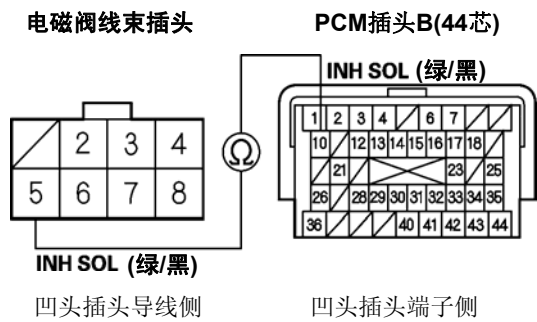 电磁阀线束插头
PCM插头B(44芯)
INH SOL (绿/黑)
1 2 3 4 6 7
10 12 13 14 15 16 17 18
21 23 25
26 28 29 30 31 32 33 34 35
36 40 41 42 43 44
2 3 4
5 6 7 8
Ω
INH SOL (绿/黑)
凹头插头导线侧
凹头插头端子侧